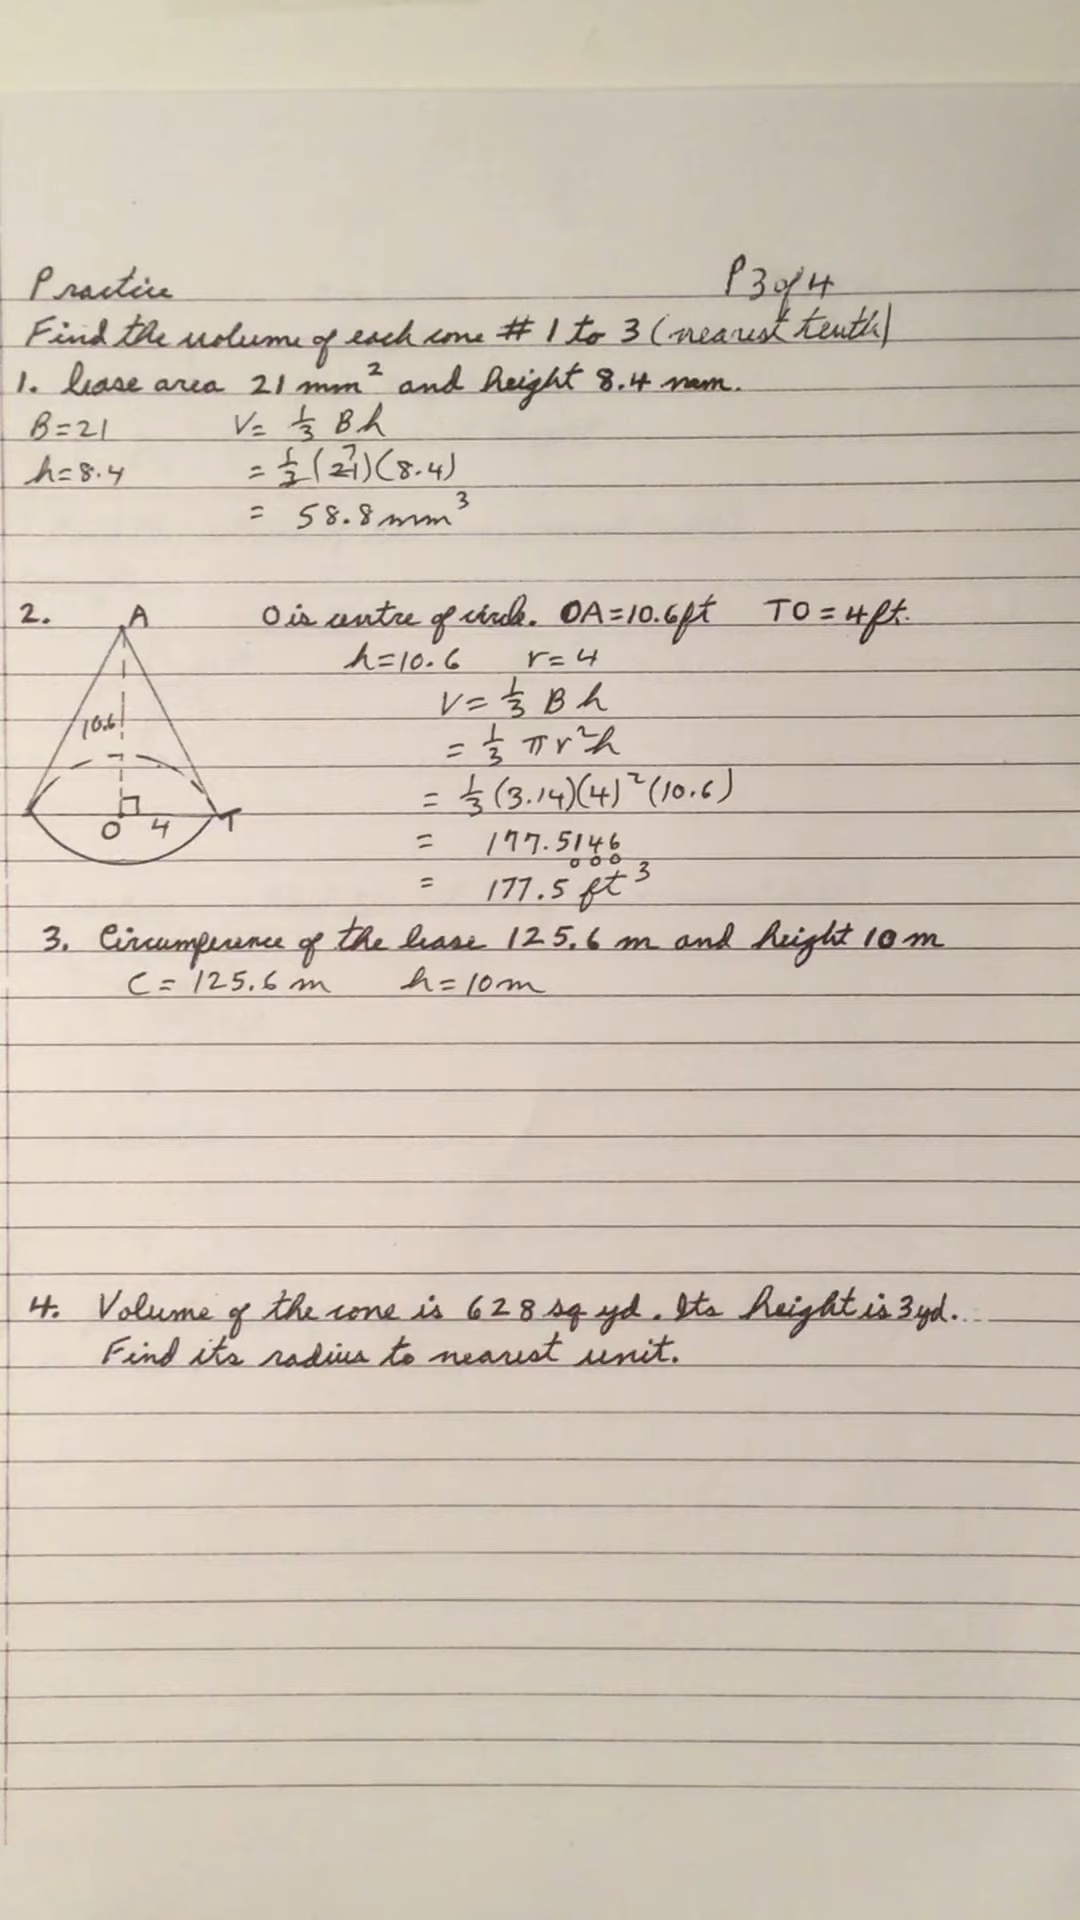 Practice P3 of 4
Find the volume of each cone # 1 to 3 (nearest tenth)
1. base area 21 mm² and height 8.4 mm.
B=21 V= 1/3 Bh
h=8.4 = 1/3 (21)(8.4)
1 7
= 58.8 mm³
2. A O is centre of circle. OA=10.6ft TO=4ft.
h=10.6 r=4
V= 1/3 Bh
10.6 = 1/3 πr²h
= 1/3 (3.14)(4)²(10.6)
O 4 T
= 177.5146
000
= 177.5 ft³
3. Circumference of the base 125.6 m and height 10m
C=125.6 m h=10m
4. Volume of the cone is 628 sq yd. Its height is 3yd...
Find its radius to nearest unit.